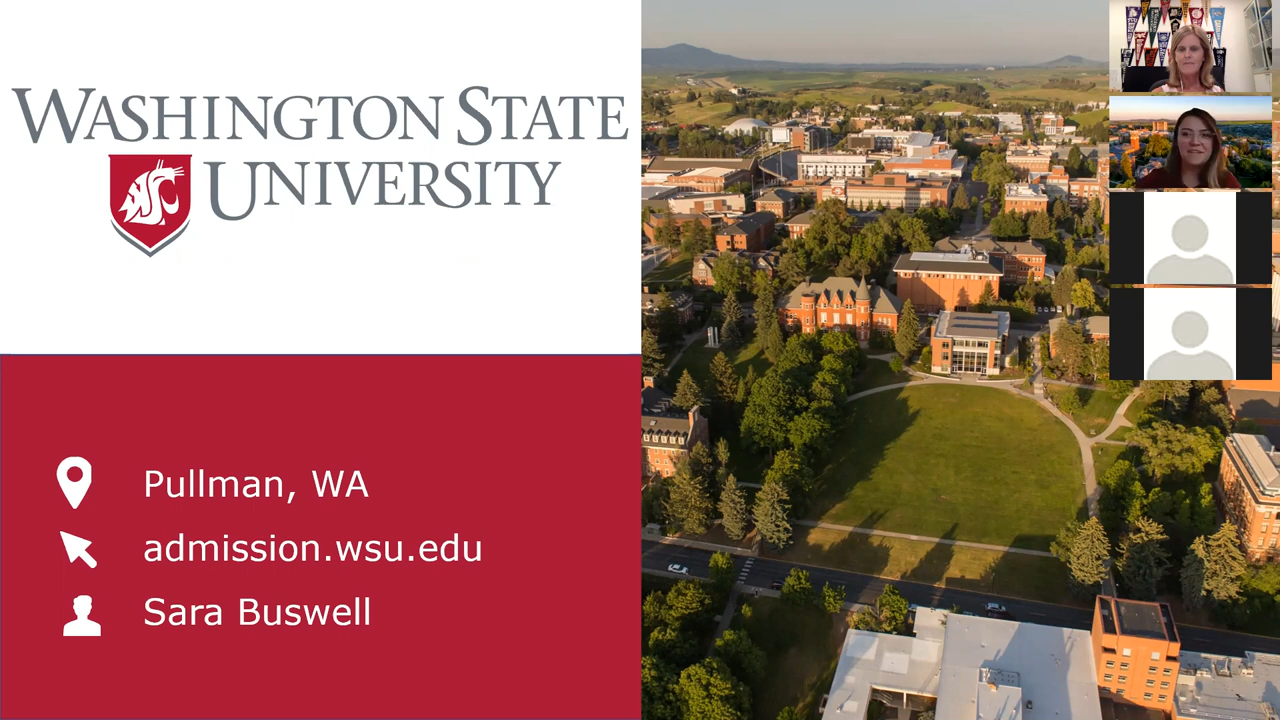 WASHINGTON STATE
UNIVERSITY
Pullman, WA
admission.wsu.edu
Sara Buswell